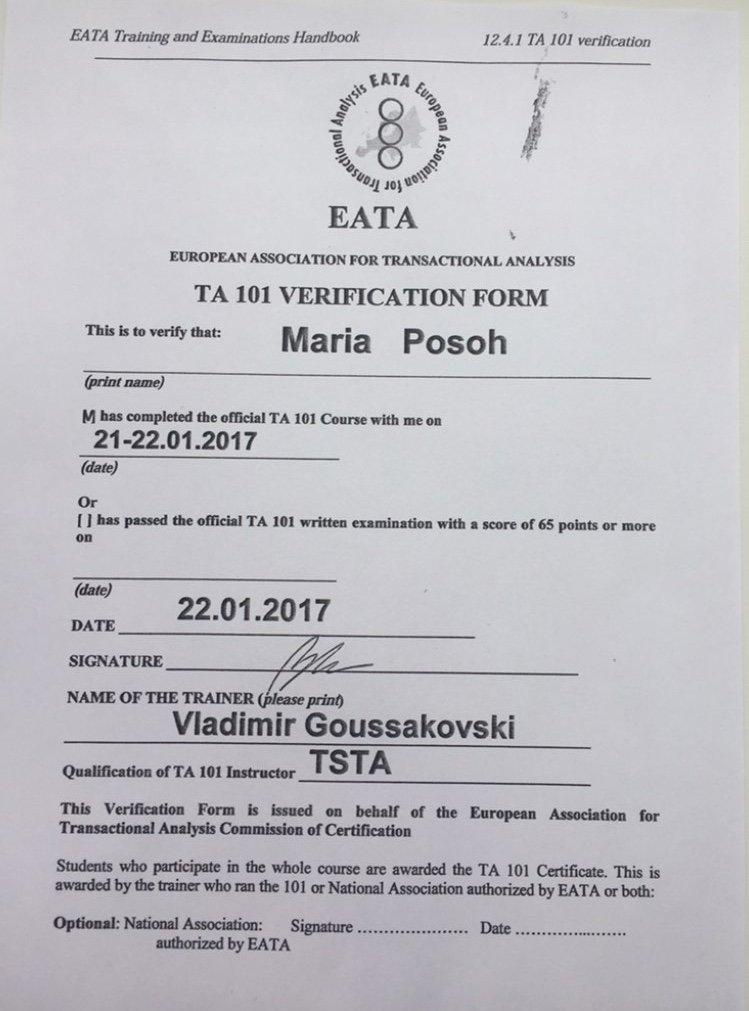 EATA Training and Examinations Handbook 12.4.1 TA 101 verification
EATA European Association for Transactional Analysis
EATA
EUROPEAN ASSOCIATION FOR TRANSACTIONAL ANALYSIS
TA 101 VERIFICATION FORM
This is to verify that: Maria Posoh
(print name)
[M] has completed the official TA 101 Course with me on
21-22.01.2017
(date)
Or
[ ] has passed the official TA 101 written examination with a score of 65 points or more
on
(date)
DATE 22.01.2017
SIGNATURE
NAME OF THE TRAINER (please print)
Vladimir Goussakovski
Qualification of TA 101 Instructor TSTA
This Verification Form is issued on behalf of the European Association for
Transactional Analysis Commission of Certification
Students who participate in the whole course are awarded the TA 101 Certificate. This is
awarded by the trainer who ran the 101 or National Association authorized by EATA or both:
Optional: National Association: Signature ...................... Date ......................
authorized by EATA